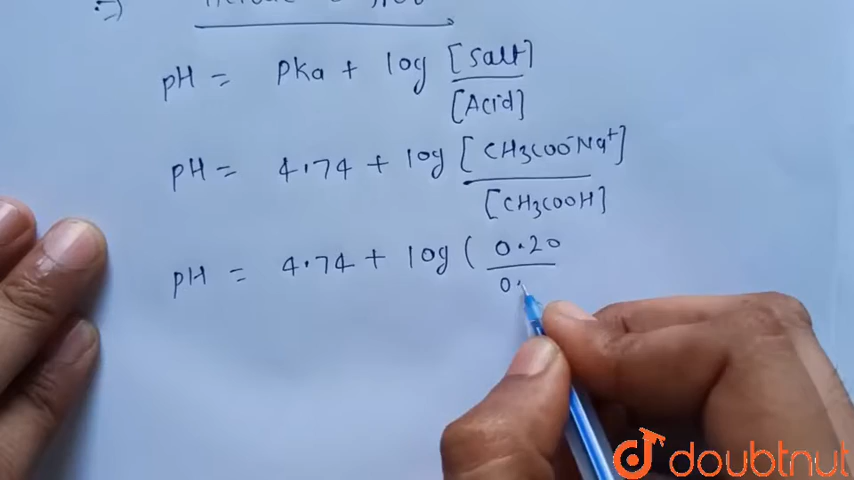 pH = pKa + log [Salt]
[Acid]
pH = 4.74 + log [CH3COO⁻Na⁺]
[CH3COOH]
pH = 4.74 + log ( 0.20
0.
doubtnut